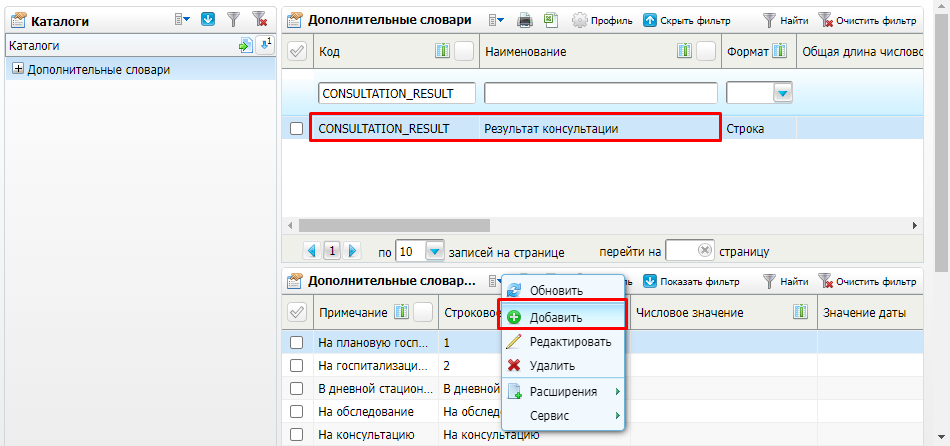 Каталоги
Каталоги
Дополнительные словари
Дополнительные словари Профиль Скрыть фильтр Найти Очистить фильтр
Код Наименование Формат Общая длина числово
CONSULTATION_RESULT
CONSULTATION_RESULT Результат консультации Строка
1 по 10 записей на странице перейти на страницу
Дополнительные словар... Показать фильтр Найти Очистить фильтр
Примечание Строковое Числовое значение Значение даты
На плановую госп... 1
На госпитализаци... 2
В дневной стацион... В дневной
На обследование На обслед
На консультацию На консультацию
Обновить
Добавить
Редактировать
Удалить
Расширения
Сервис